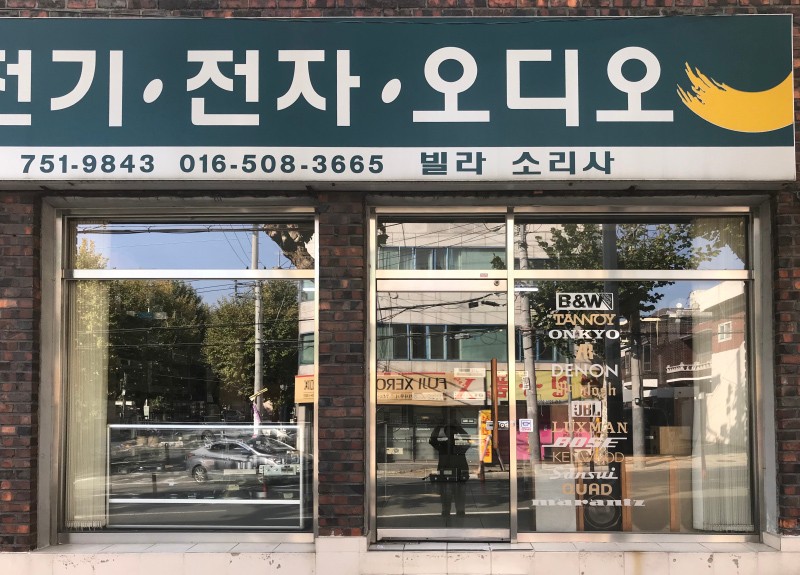 전기·전자·오디오
751-9843 016-508-3665 빌라 소리사
B&W
TANNOY
ONKYO
DENON
JBL
LUXMAN
BOSE
KENWOOD
Sansui
QUAD
marantz
FUJI XERO